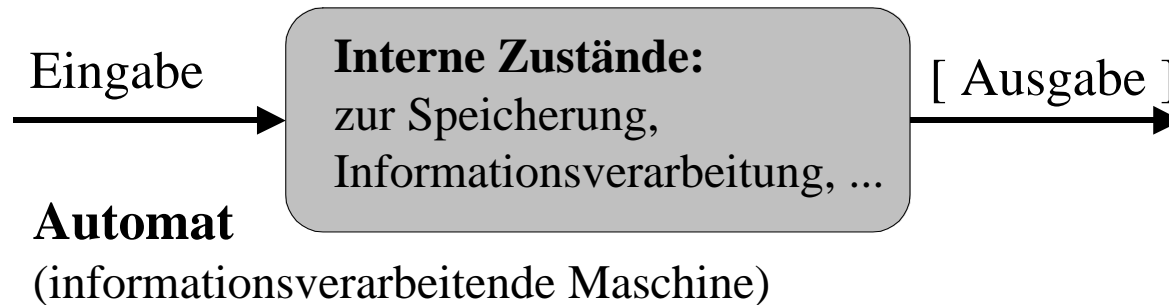 Eingabe
Interne Zustände:
zur Speicherung,
Informationsverarbeitung, ...
[ Ausgabe ]
Automat
(informationsverarbeitende Maschine)